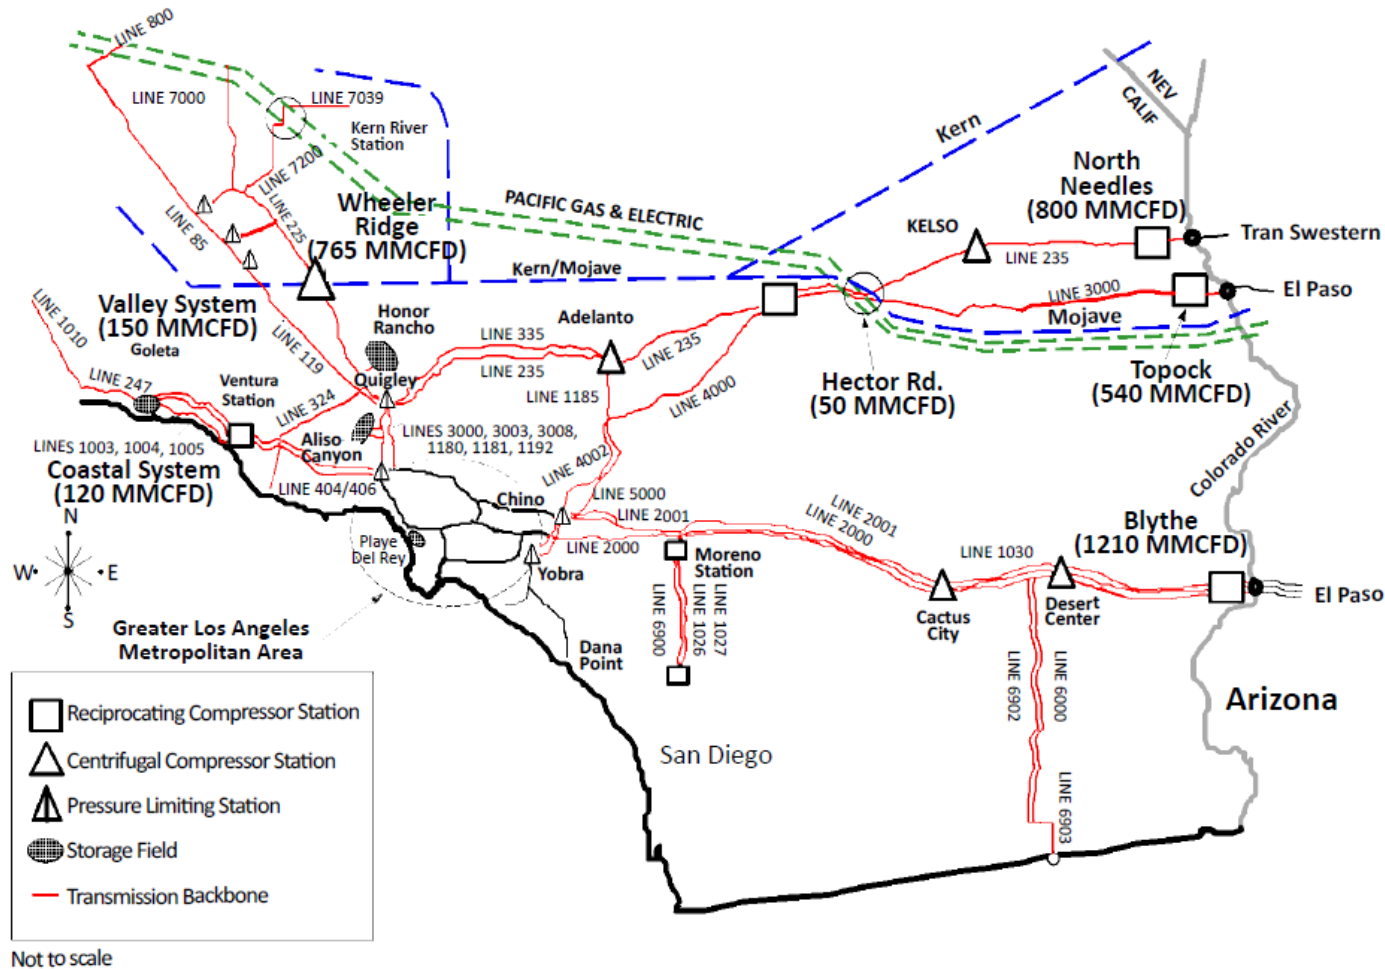 LINE 800
LINE 7000
LINE 7039
Kern River
Station
LINE 7200
LINE 225
LINE 85
Wheeler
Ridge
(765 MMCFD)
PACIFIC GAS & ELECTRIC
Kern
NEV
CALIF
North
Needles
(800 MMCFD)
KELSO
LINE 235
Tran Swestern
Kern/Mojave
LINE 3000
El Paso
Mojave
Topock
(540 MMCFD)
Hector Rd.
(50 MMCFD)
Valley System
(150 MMCFD)
Goleta
LINE 1010
LINE 119
Honor
Rancho
Adelanto
LINE 335
LINE 235
LINE 235
LINE 4000
LINE 1185
Quigley
LINE 247
Ventura
Station
LINE 324
Aliso
Canyon
LINES 3000, 3003, 3008,
1180, 1181, 1192
LINES 1003, 1004, 1005
Coastal System
(120 MMCFD)
LINE 404/406
LINE 4002
Chino
LINE 5000
LINE 2001
LINE 2000
LINE 2001
LINE 2000
Colorado River
Blythe
(1210 MMCFD)
LINE 1030
El Paso
Desert
Center
Cactus
City
Moreno
Station
LINE 6900
LINE 1026
LINE 1027
Playe
Del Rey
Yobra
Dana
Point
Greater Los Angeles
Metropolitan Area
N
W
E
S
LINE 6902
LINE 6000
LINE 6903
Arizona
San Diego
Reciprocating Compressor Station
Centrifugal Compressor Station
Pressure Limiting Station
Storage Field
Transmission Backbone
Not to scale